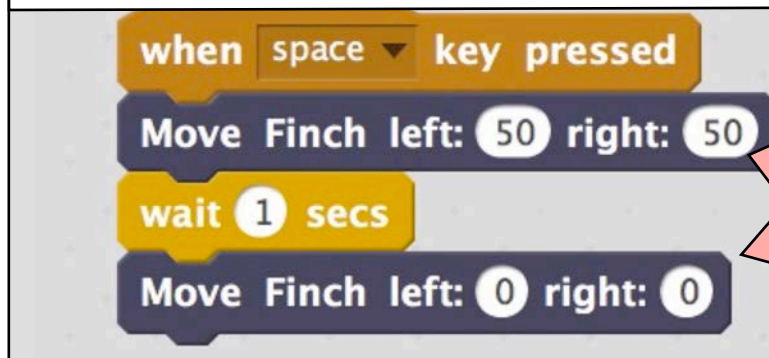 when space key pressed
Move Finch left: 50 right: 50
wait 1 secs
Move Finch left: 0 right: 0